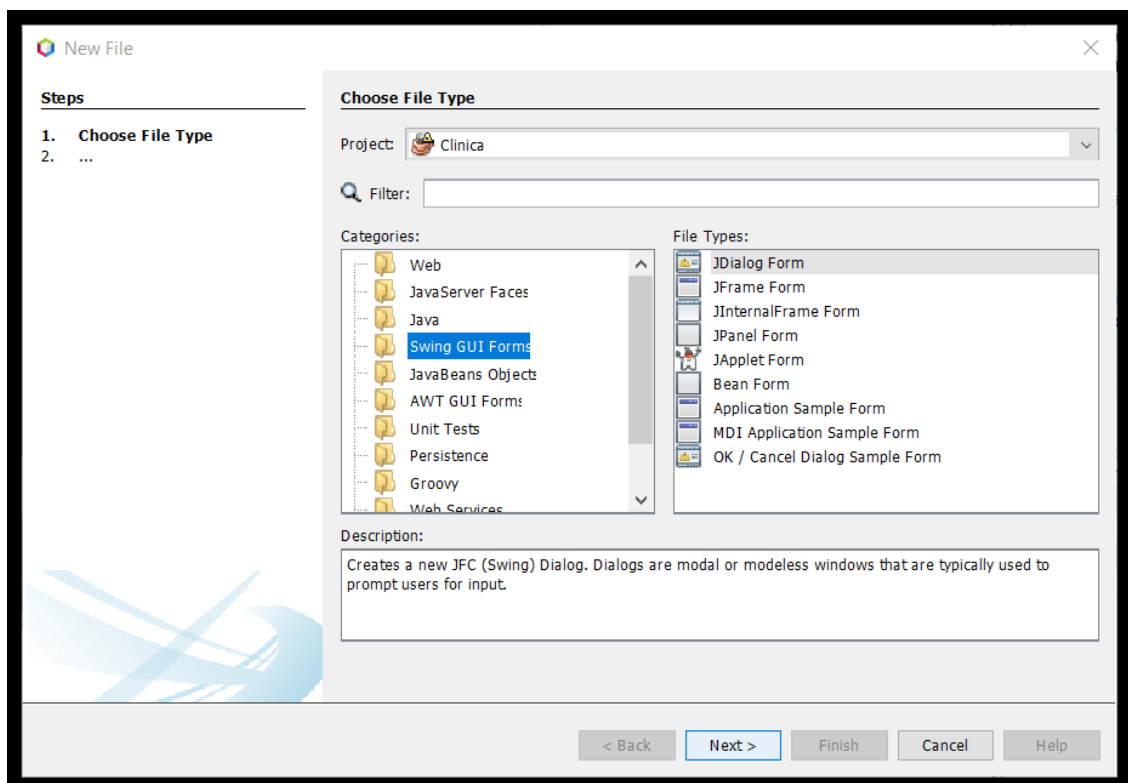 New File
Steps
1. Choose File Type
2. ...
Choose File Type
Project: Clinica
Filter:
Categories:
Web
JavaServer Faces
Java
Swing GUI Forms
JavaBeans Objects
AWT GUI Forms
Unit Tests
Persistence
Groovy
Web Services
File Types:
JDialog Form
JFrame Form
JInternalFrame Form
JPanel Form
JApplet Form
Bean Form
Application Sample Form
MDI Application Sample Form
OK / Cancel Dialog Sample Form
Description:
Creates a new JFC (Swing) Dialog. Dialogs are modal or modeless windows that are typically used to
prompt users for input.
< Back Next > Finish Cancel Help